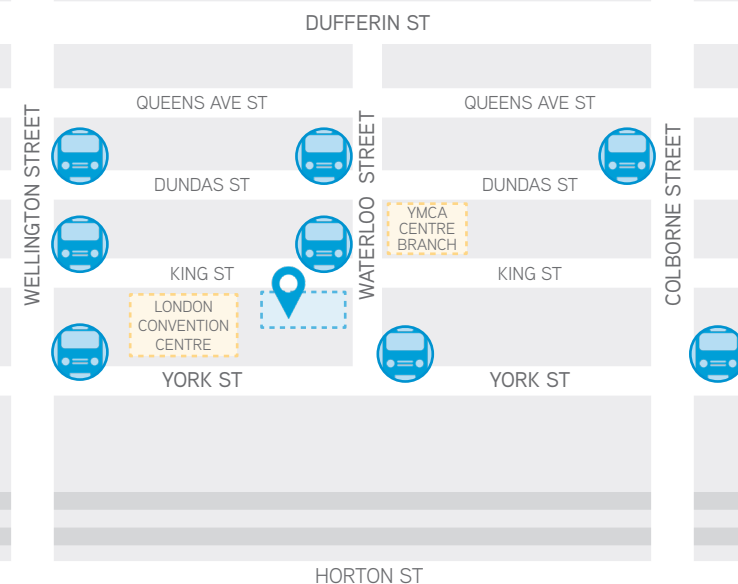 DUFFERIN ST
QUEENS AVE ST
QUEENS AVE ST
WELLINGTON STREET
WATERLOO STREET
COLBORNE STREET
DUNDAS ST
DUNDAS ST
YMCA
CENTRE
BRANCH
KING ST
KING ST
LONDON
CONVENTION
CENTRE
YORK ST
YORK ST
HORTON ST